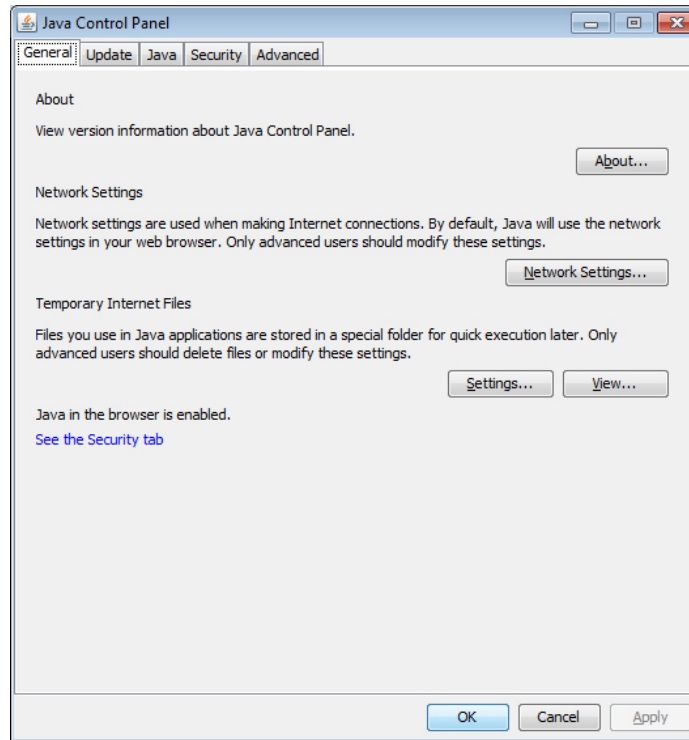 Java Control Panel
General Update Java Security Advanced
About
View version information about Java Control Panel.
About...
Network Settings
Network settings are used when making Internet connections. By default, Java will use the network
settings in your web browser. Only advanced users should modify these settings.
Network Settings...
Temporary Internet Files
Files you use in Java applications are stored in a special folder for quick execution later. Only
advanced users should delete files or modify these settings.
Settings... View...
Java in the browser is enabled.
See the Security tab
OK Cancel Apply